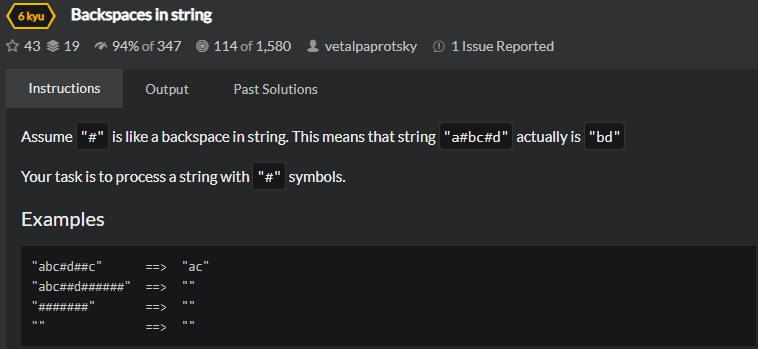 6 kyu Backspaces in string
43 19 94% of 347 114 of 1,580 vetalpaprotsky 1 Issue Reported
Instructions Output Past Solutions
Assume "#" is like a backspace in string. This means that string "a#bc#d" actually is "bd"
Your task is to process a string with "#" symbols.
Examples
"abc#d##c" ==> "ac"
"abc##d######" ==> ""
"#######" ==> ""
"" ==> ""